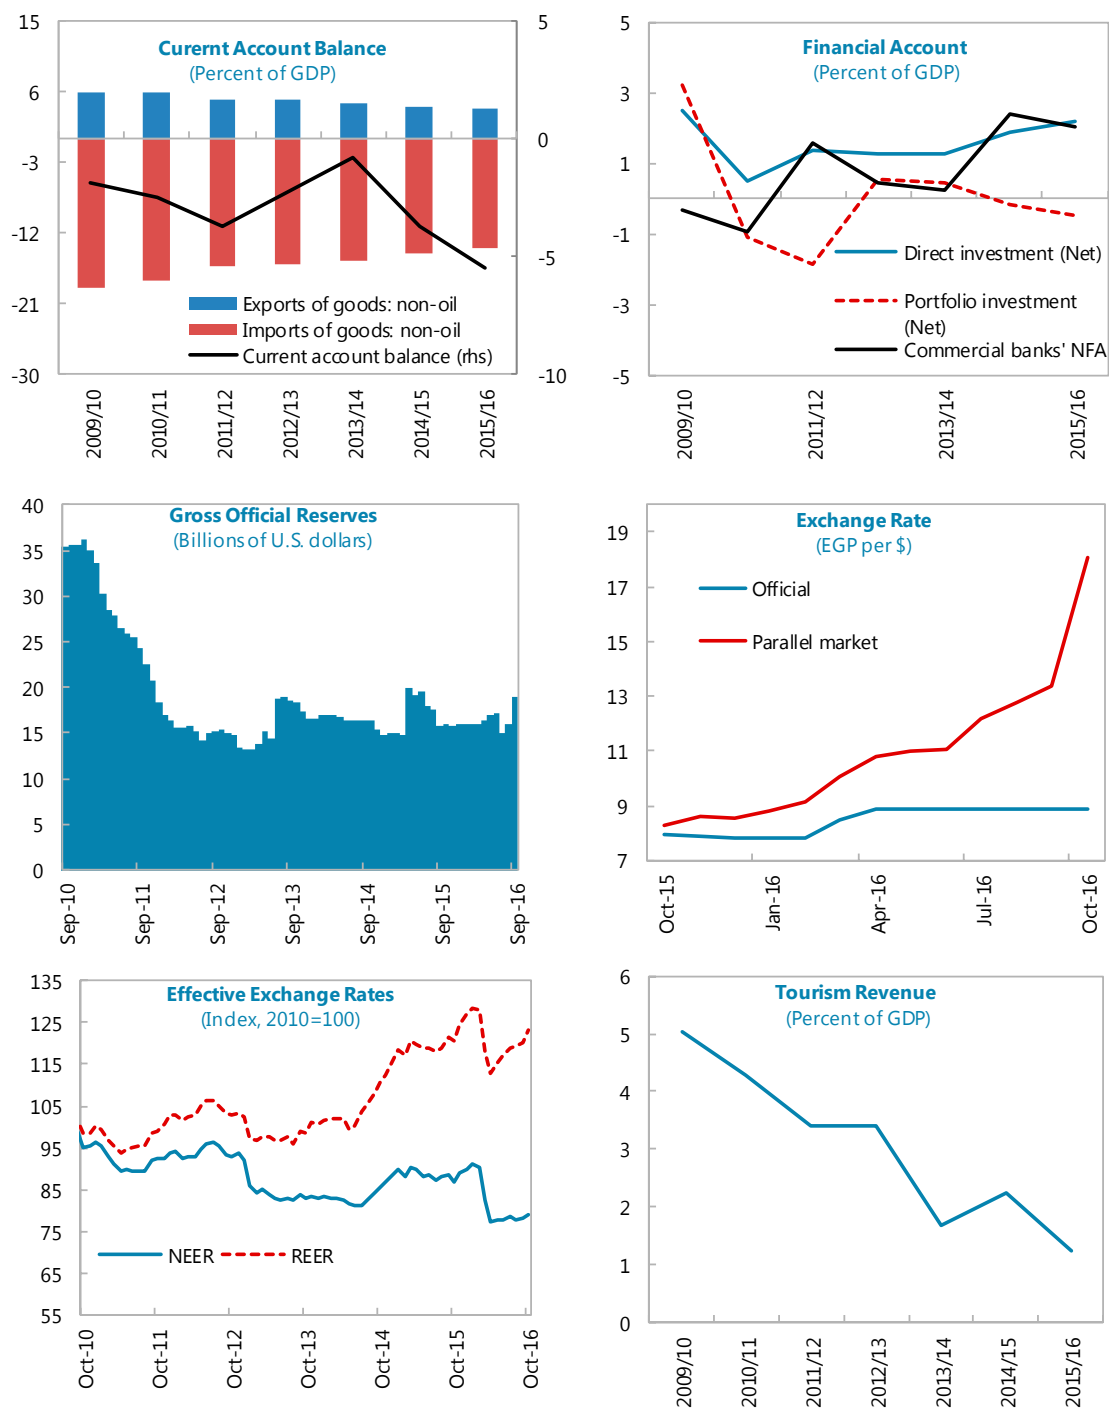 Curernt Account Balance
(Percent of GDP)
15
6
-3
-12
-21
-30
5
0
-5
-10
Exports of goods: non-oil
Imports of goods: non-oil
Current account balance (rhs)
2009/10
2010/11
2011/12
2012/13
2013/14
2014/15
2015/16
Financial Account
(Percent of GDP)
5
3
1
-1
-3
-5
Direct investment (Net)
Portfolio investment
(Net)
Commercial banks' NFA
2009/10
2011/12
2013/14
2015/16
Gross Official Reserves
(Billions of U.S. dollars)
40
35
30
25
20
15
10
5
0
Sep-10
Sep-11
Sep-12
Sep-13
Sep-14
Sep-15
Sep-16
Exchange Rate
(EGP per $)
19
17
15
13
11
9
7
Official
Parallel market
Oct-15
Jan-16
Apr-16
Jul-16
Oct-16
Effective Exchange Rates
(Index, 2010=100)
135
125
115
105
95
85
75
65
55
NEER
REER
Oct-10
Oct-11
Oct-12
Oct-13
Oct-14
Oct-15
Oct-16
Tourism Revenue
(Percent of GDP)
6
5
4
3
2
1
0
2009/10
2010/11
2011/12
2012/13
2013/14
2014/15
2015/16